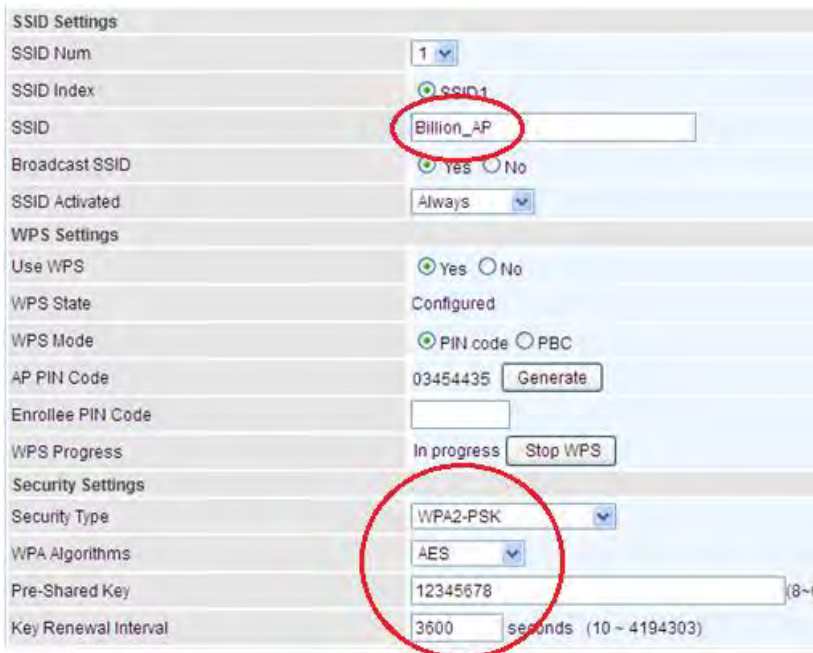 SSID Settings
SSID Num 1
SSID Index SSID1
SSID Billion_AP
Broadcast SSID Yes No
SSID Activated Always
WPS Settings
Use WPS Yes No
WPS State Configured
WPS Mode PIN code PBC
AP PIN Code 03454435 Generate
Enrollee PIN Code
WPS Progress In progress Stop WPS
Security Settings
Security Type WPA2-PSK
WPA Algorithms AES
Pre-Shared Key 12345678 (8~
Key Renewal Interval 3600 seconds (10 ~ 4194303)